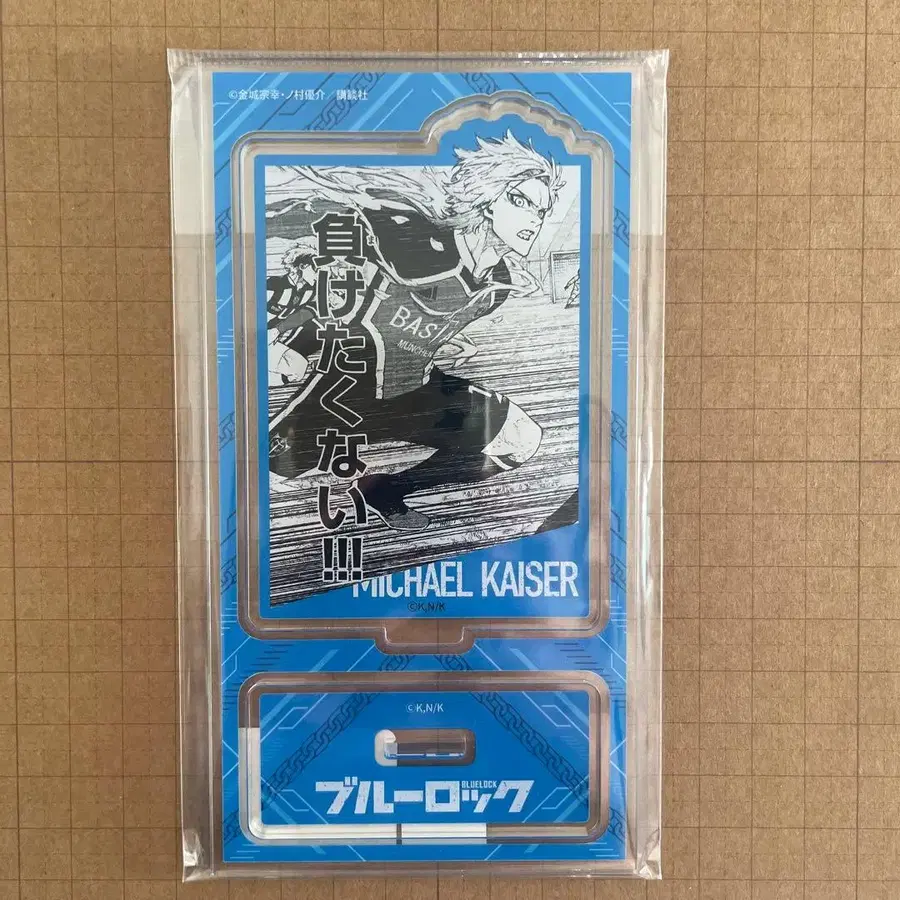 ©金城宗幸・ノ村優介／講談社
負けたくない!!!
ま
BAS
MÜNCHEN
MICHAEL KAISER
©K,N/K
©K,N/K
BLUELOCK
ブルーロック